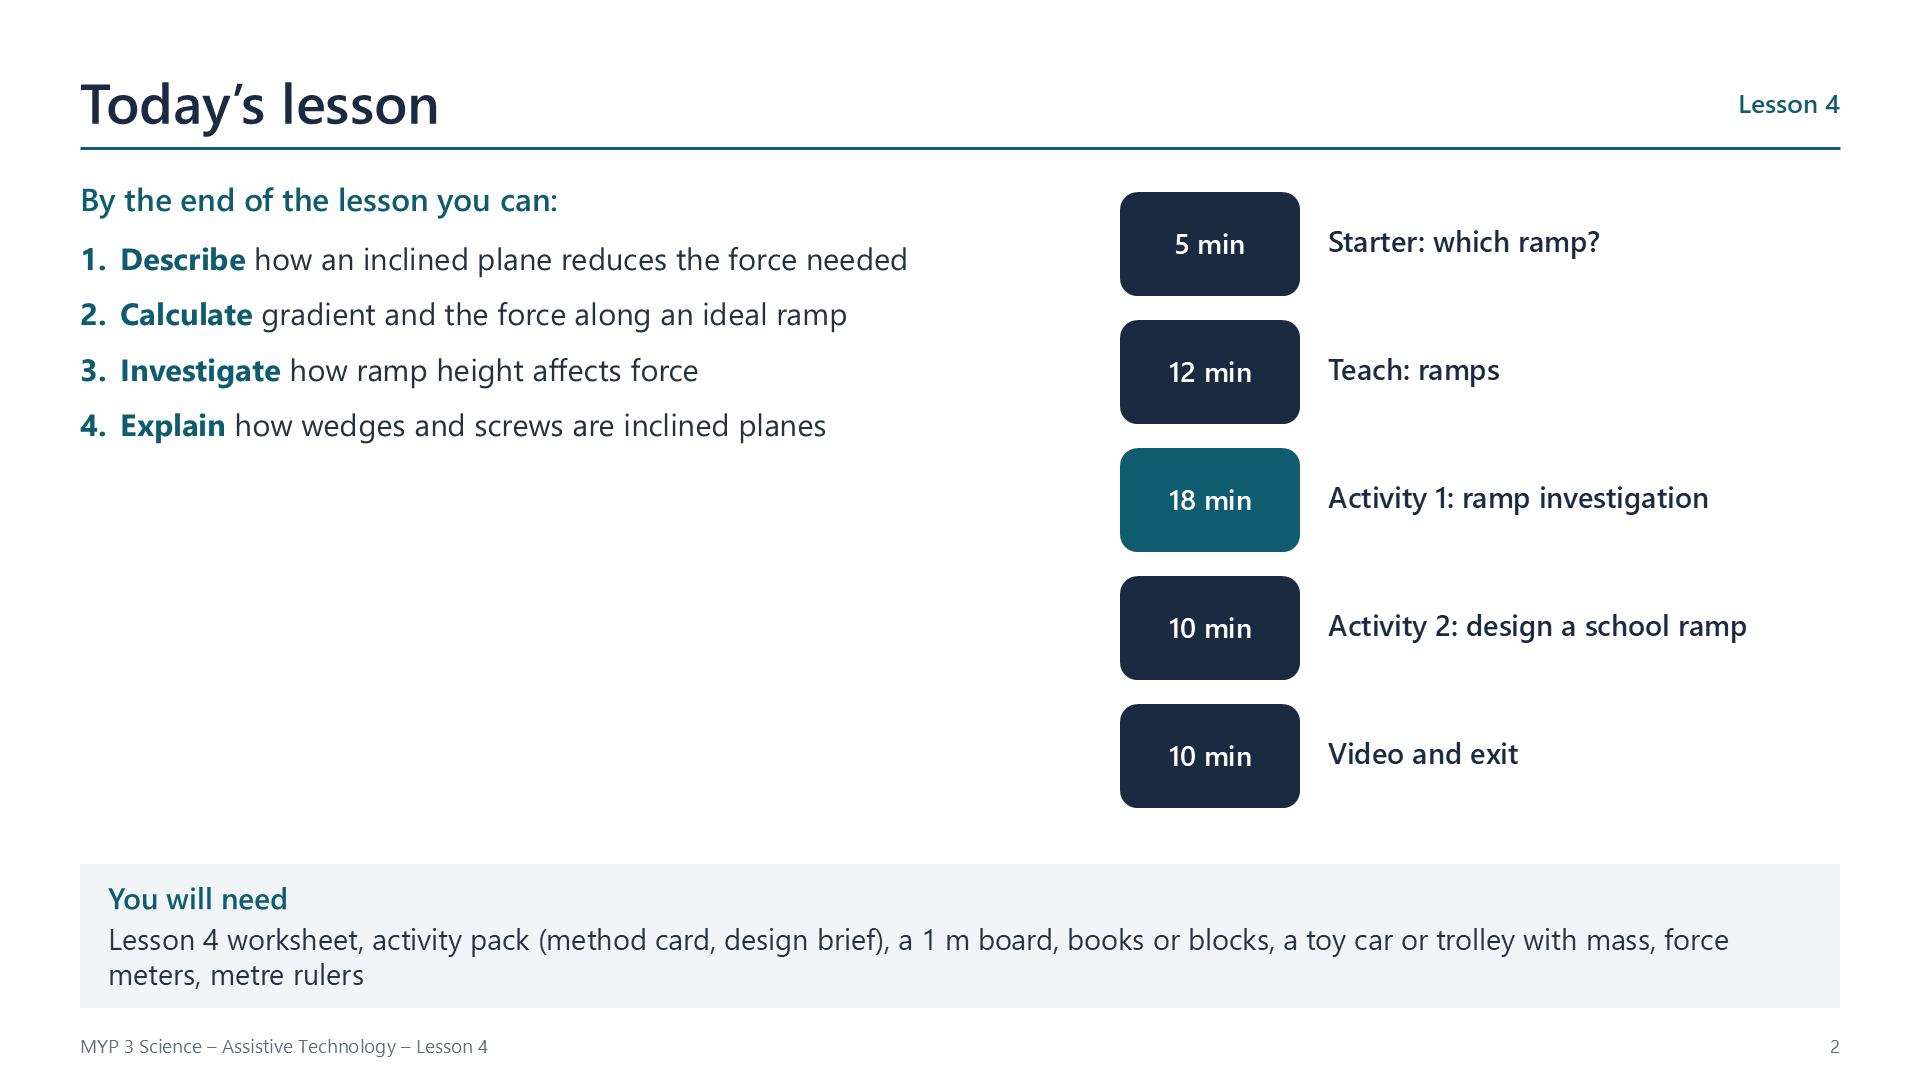 Today’s lesson
Lesson 4
By the end of the lesson you can:
1. Describe how an inclined plane reduces the force needed
2. Calculate gradient and the force along an ideal ramp
3. Investigate how ramp height affects force
4. Explain how wedges and screws are inclined planes
5 min
Starter: which ramp?
12 min
Teach: ramps
18 min
Activity 1: ramp investigation
10 min
Activity 2: design a school ramp
10 min
Video and exit
You will need
Lesson 4 worksheet, activity pack (method card, design brief), a 1 m board, books or blocks, a toy car or trolley with mass, force
meters, metre rulers
MYP 3 Science – Assistive Technology – Lesson 4
2